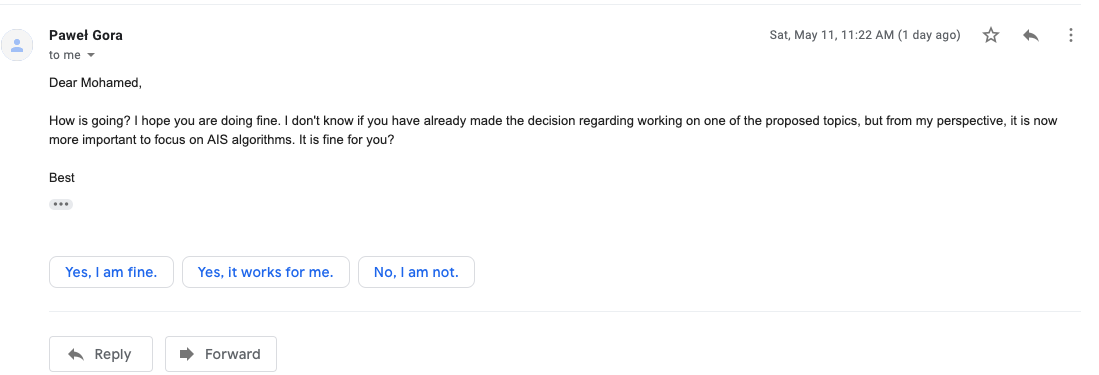 Paweł Gora
Sat, May 11, 11:22 AM (1 day ago)
to me
Dear Mohamed,
How is going? I hope you are doing fine. I don't know if you have already made the decision regarding working on one of the proposed topics, but from my perspective, it is now
more important to focus on AIS algorithms. It is fine for you?
Best
Yes, I am fine.
Yes, it works for me.
No, I am not.
Reply
Forward